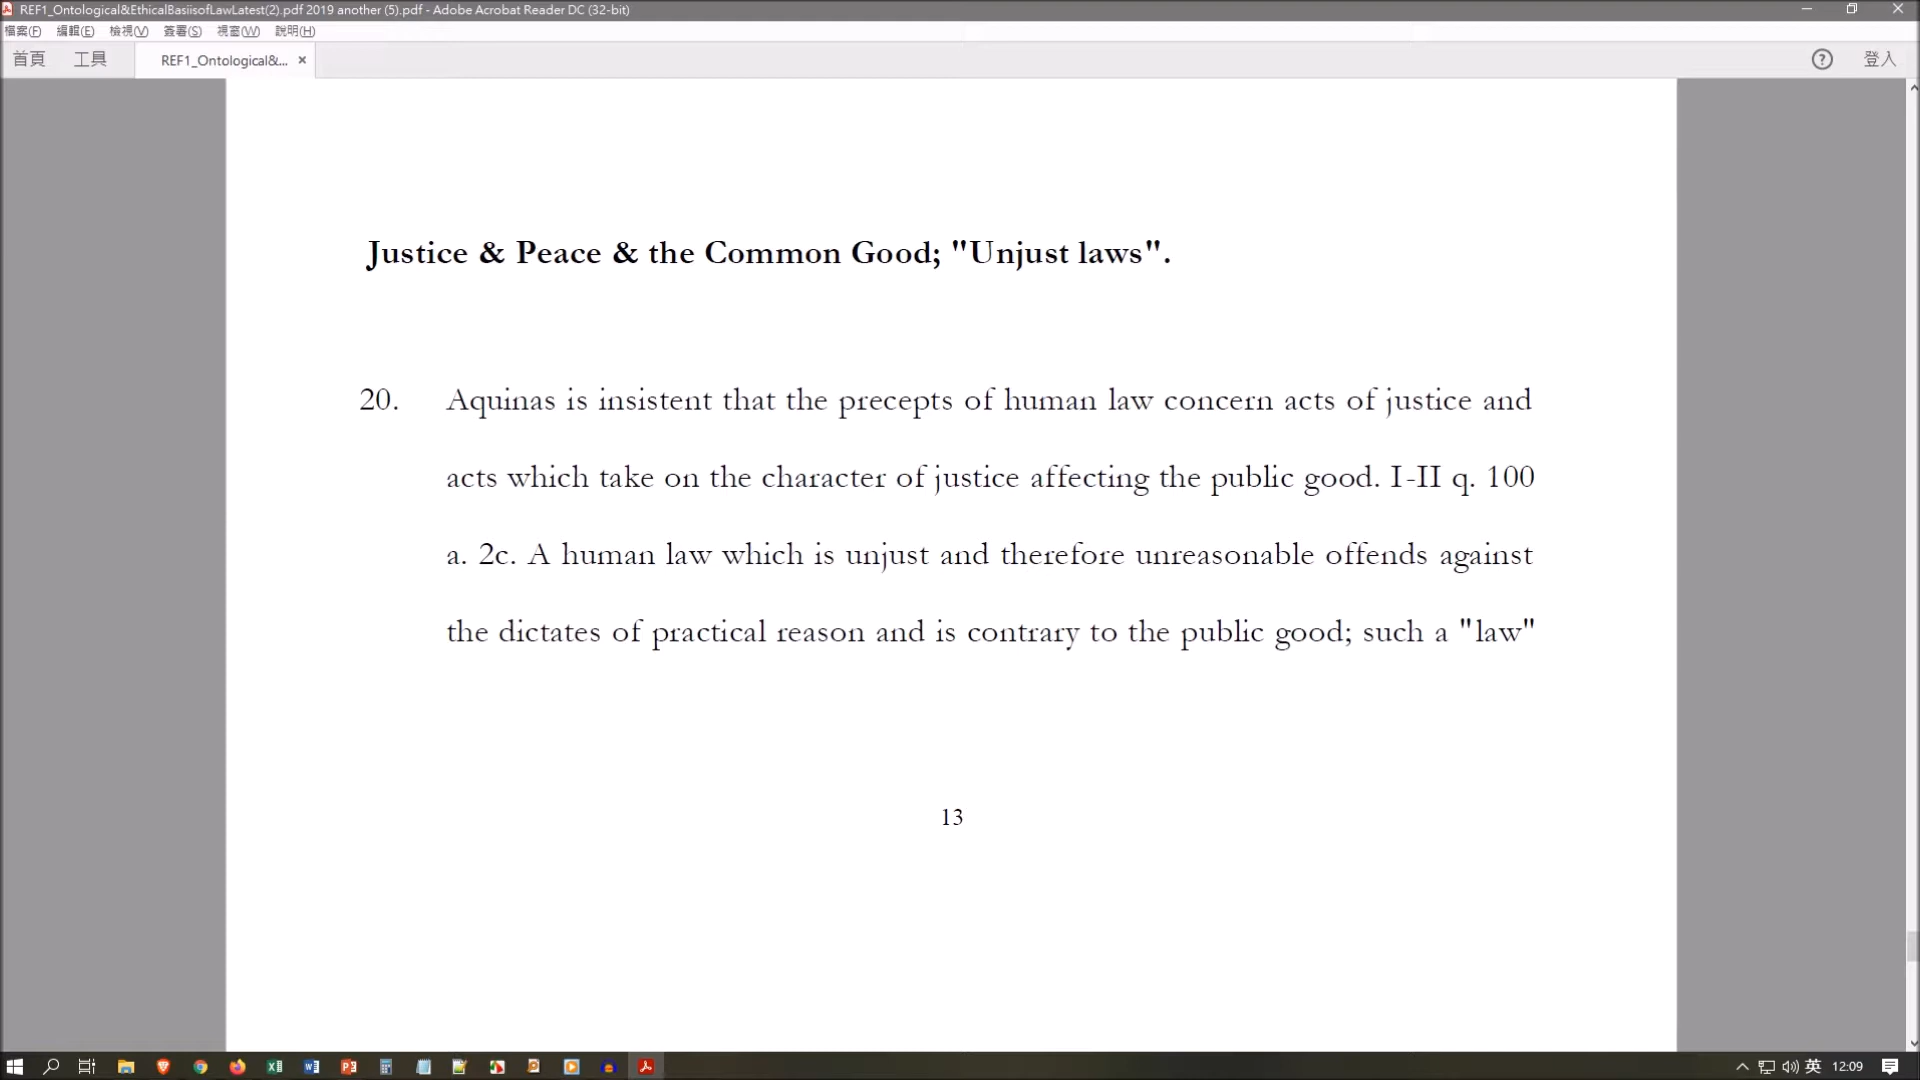 REF1_Ontological&EthicalBasiisofLawLatest(2).pdf 2019 another (5).pdf - Adobe Acrobat Reader DC (32-bit)
檔案(F) 編輯(E) 檢視(V) 簽署(S) 視窗(W) 說明(H)
首頁 工具 REF1_Ontological&... × ? 登入
Justice & Peace & the Common Good; "Unjust laws".
20. Aquinas is insistent that the precepts of human law concern acts of justice and
acts which take on the character of justice affecting the public good. I-II q. 100
a. 2c. A human law which is unjust and therefore unreasonable offends against
the dictates of practical reason and is contrary to the public good; such a "law"
13
英 12:09